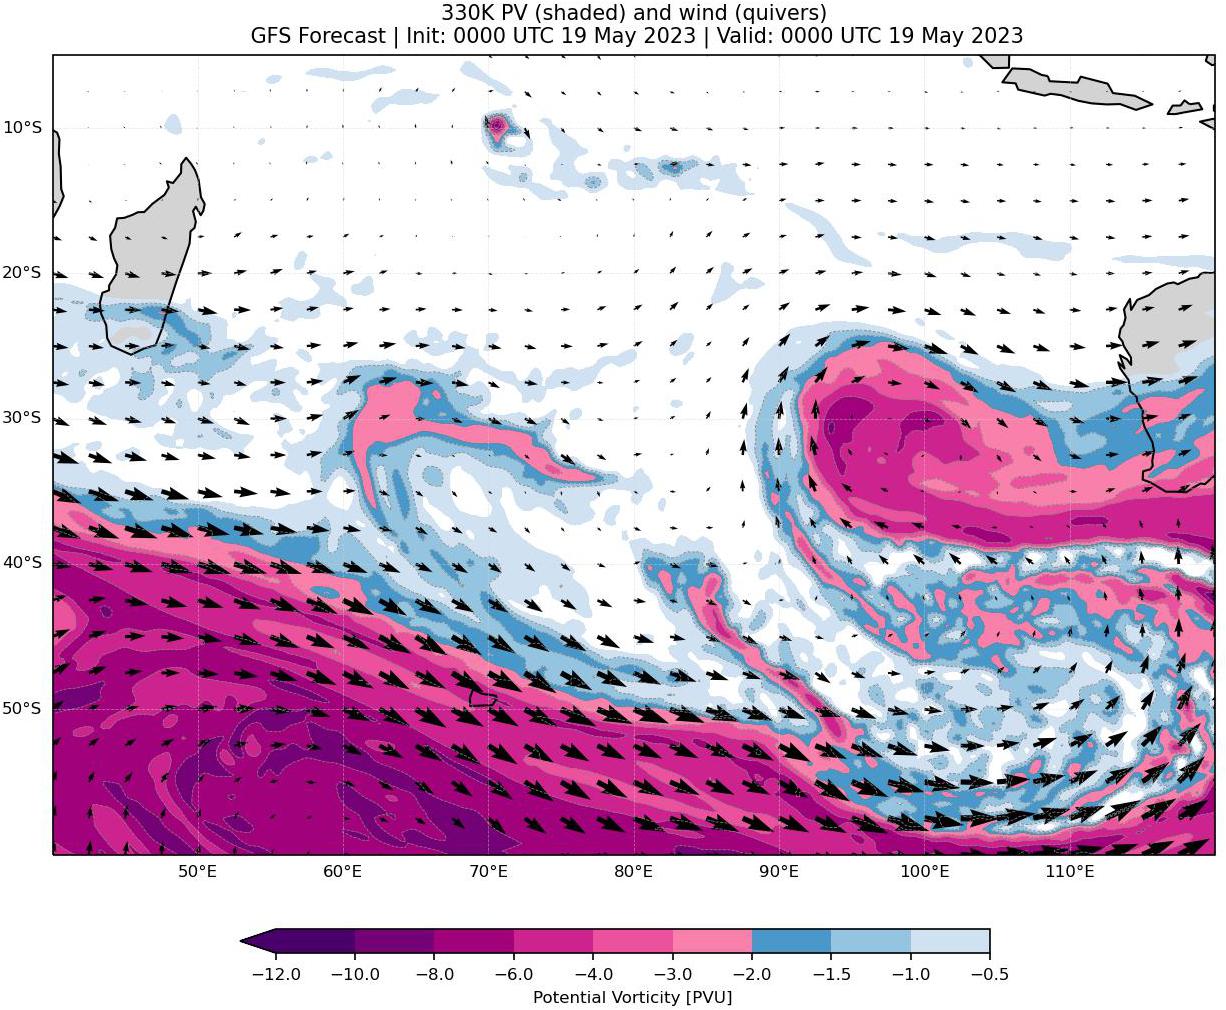 330K PV (shaded) and wind (quivers)
GFS Forecast | Init: 0000 UTC 19 May 2023 | Valid: 0000 UTC 19 May 2023
10°S
20°S
30°S
40°S
50°S
50°E 60°E 70°E 80°E 90°E 100°E 110°E
−12.0 −10.0 −8.0 −6.0 −4.0 −3.0 −2.0 −1.5 −1.0 −0.5
Potential Vorticity [PVU]